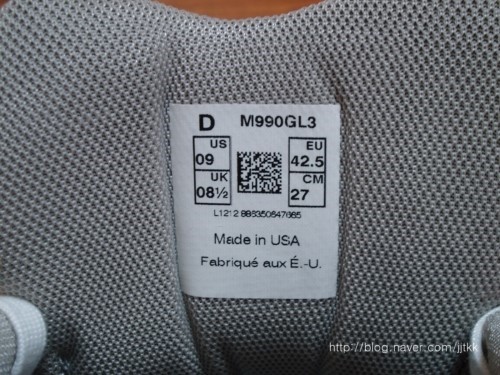 D M990GL3
US 09 EU 42.5
UK 08½ CM 27
L1212 886350647665
Made in USA
Fabriqué aux É.-U.
http://blog.naver.com/jjtkk